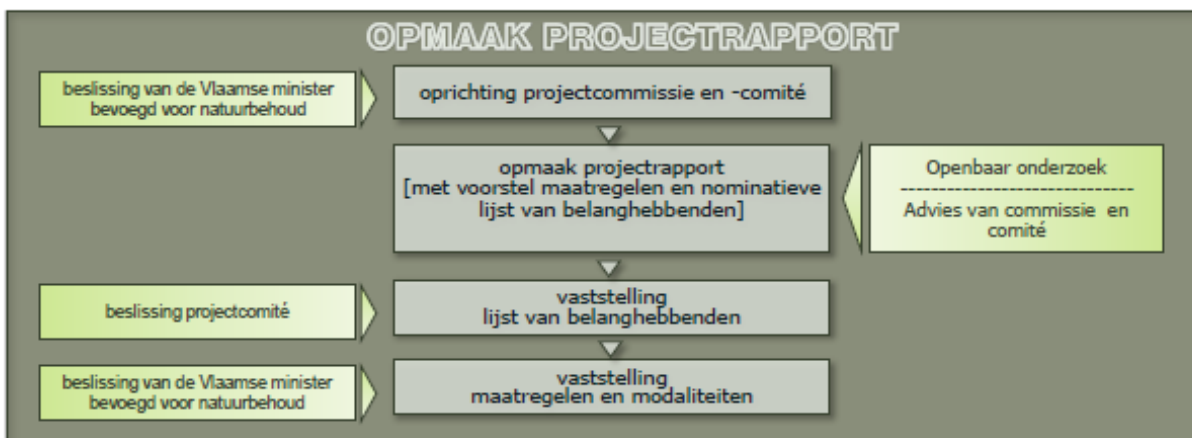 OPMAAK PROJECTRAPPORT
beslissing van de Vlaamse minister
bevoegd voor natuurbehoud
oprichting projectcommissie en -comité
opmaak projectrapport
[met voorstel maatregelen en nominatieve
lijst van belanghebbenden]
Openbaar onderzoek
------------------------------
Advies van commissie en
comité
beslissing projectcomité
vaststelling
lijst van belanghebbenden
beslissing van de Vlaamse minister
bevoegd voor natuurbehoud
vaststelling
maatregelen en modaliteiten